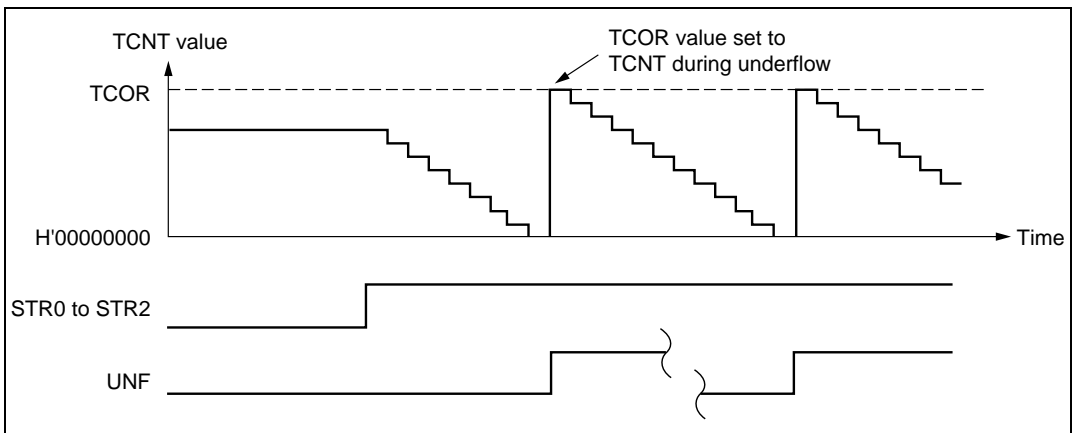 TCNT value
TCOR value set to
TCNT during underflow
TCOR
H'00000000
Time
STR0 to STR2
UNF